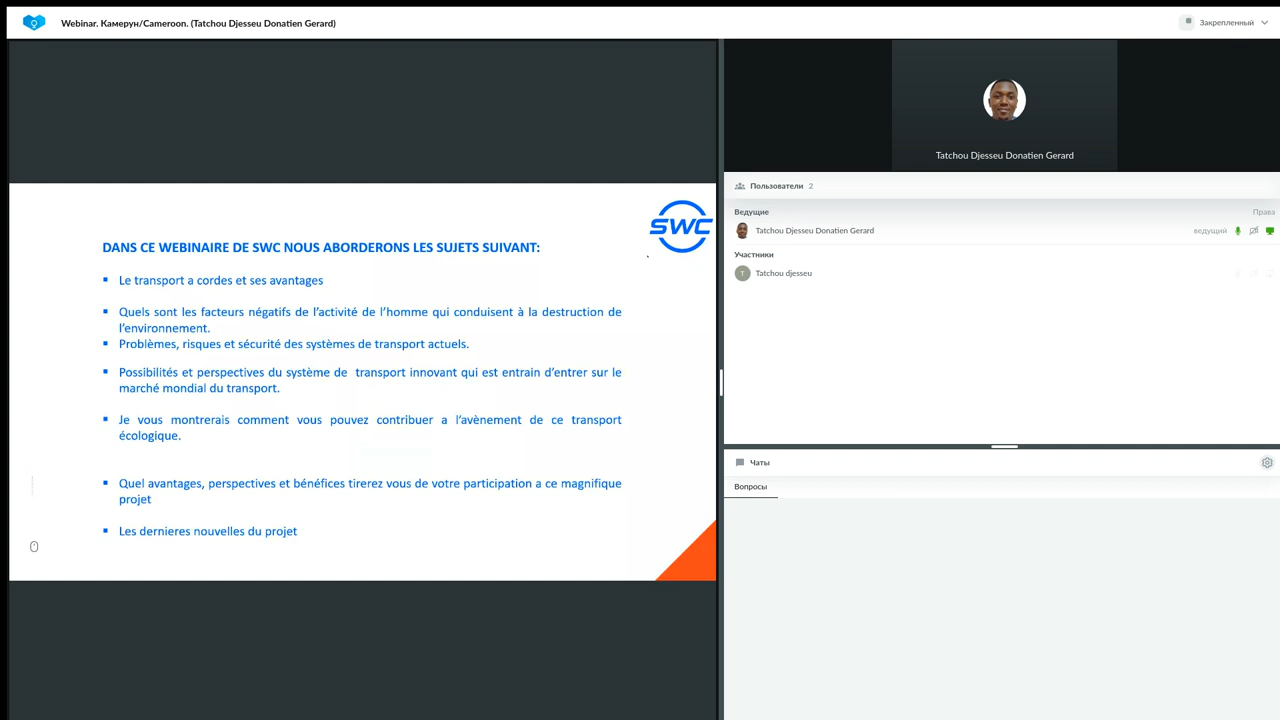 Webinar. Камерун/Cameroon. (Tatchou Djesseu Donatien Gerard)
Закрепленный
SWC
DANS CE WEBINAIRE DE SWC NOUS ABORDERONS LES SUJETS SUIVANT:
Le transport a cordes et ses avantages
Quels sont les facteurs négatifs de l'activité de l'homme qui conduisent à la destruction de
l'environnement.
Problèmes, risques et sécurité des systèmes de transport actuels.
Possibilités et perspectives du système de transport innovant qui est entrain d'entrer sur le
marché mondial du transport.
Je vous montrerais comment vous pouvez contribuer a l'avènement de ce transport
écologique.
Quel avantages, perspectives et bénéfices tirerez vous de votre participation a ce magnifique
projet
Les dernieres nouvelles du projet
Tatchou Djesseu Donatien Gerard
Пользователи 2
Ведущие Права
Tatchou Djesseu Donatien Gerard ведущий
Участники
T Tatchou djesseu
Чаты
Вопросы